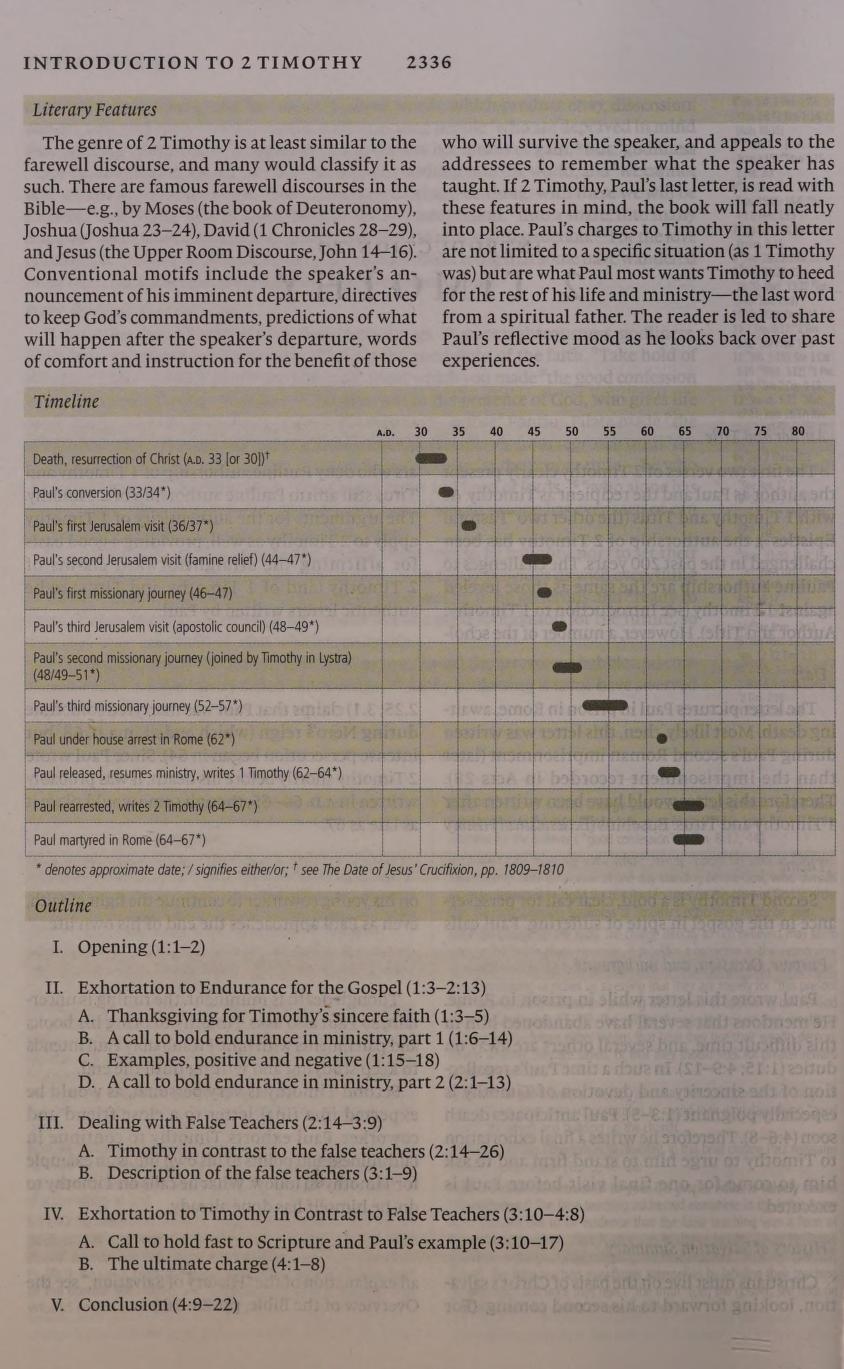 INTRODUCTION TO 2 TIMOTHY 2336
Literary Features
The genre of 2 Timothy is at least similar to the
farewell discourse, and many would classify it as
such. There are famous farewell discourses in the
Bible—e.g., by Moses (the book of Deuteronomy),
Joshua (Joshua 23–24), David (1 Chronicles 28–29),
and Jesus (the Upper Room Discourse, John 14–16).
Conventional motifs include the speaker's an-
nouncement of his imminent departure, directives
to keep God's commandments, predictions of what
will happen after the speaker's departure, words
of comfort and instruction for the benefit of those
who will survive the speaker, and appeals to the
addressees to remember what the speaker has
taught. If 2 Timothy, Paul's last letter, is read with
these features in mind, the book will fall neatly
into place. Paul's charges to Timothy in this letter
are not limited to a specific situation (as 1 Timothy
was) but are what Paul most wants Timothy to heed
for the rest of his life and ministry—the last word
from a spiritual father. The reader is led to share
Paul's reflective mood as he looks back over past
experiences.
Timeline
A.D. 30 35 40 45 50 55 60 65 70 75 80
Death, resurrection of Christ (A.D. 33 [or 30])†
Paul's conversion (33/34*)
Paul's first Jerusalem visit (36/37*)
Paul's second Jerusalem visit (famine relief) (44–47*)
Paul's first missionary journey (46–47)
Paul's third Jerusalem visit (apostolic council) (48–49*)
Paul's second missionary journey (joined by Timothy in Lystra)
(48/49–51*)
Paul's third missionary journey (52–57*)
Paul under house arrest in Rome (62*)
Paul released, resumes ministry, writes 1 Timothy (62–64*)
Paul rearrested, writes 2 Timothy (64–67*)
Paul martyred in Rome (64–67*)
* denotes approximate date; / signifies either/or; † see The Date of Jesus' Crucifixion, pp. 1809–1810
Outline
I. Opening (1:1–2)
II. Exhortation to Endurance for the Gospel (1:3–2:13)
A. Thanksgiving for Timothy's sincere faith (1:3–5)
B. A call to bold endurance in ministry, part 1 (1:6–14)
C. Examples, positive and negative (1:15–18)
D. A call to bold endurance in ministry, part 2 (2:1–13)
III. Dealing with False Teachers (2:14–3:9)
A. Timothy in contrast to the false teachers (2:14–26)
B. Description of the false teachers (3:1–9)
IV. Exhortation to Timothy in Contrast to False Teachers (3:10–4:8)
A. Call to hold fast to Scripture and Paul's example (3:10–17)
B. The ultimate charge (4:1–8)
V. Conclusion (4:9–22)